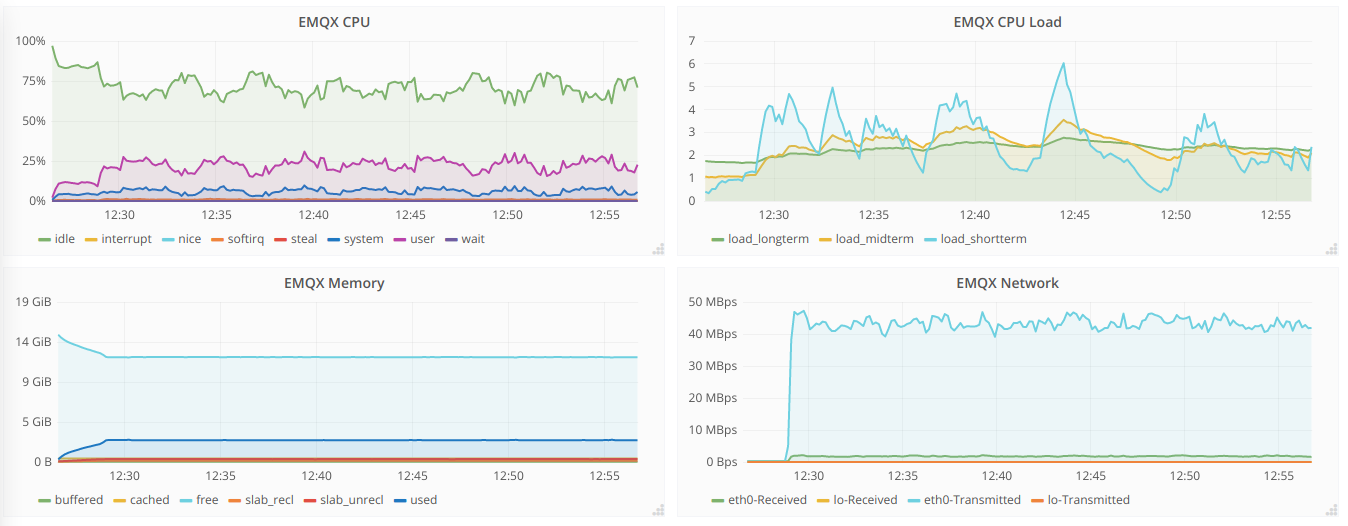 EMQX CPU
100%
75%
50%
25%
0%
12:30 12:35 12:40 12:45 12:50 12:55
idle interrupt nice softirq steal system user wait
EMQX CPU Load
7
6
5
4
3
2
1
0
12:30 12:35 12:40 12:45 12:50 12:55
load_longterm load_midterm load_shortterm
EMQX Memory
19 GiB
14 GiB
9 GiB
5 GiB
0 B
12:30 12:35 12:40 12:45 12:50 12:55
buffered cached free slab_recl slab_unrecl used
EMQX Network
50 MBps
40 MBps
30 MBps
20 MBps
10 MBps
0 Bps
12:30 12:35 12:40 12:45 12:50 12:55
eth0-Received lo-Received eth0-Transmitted lo-Transmitted